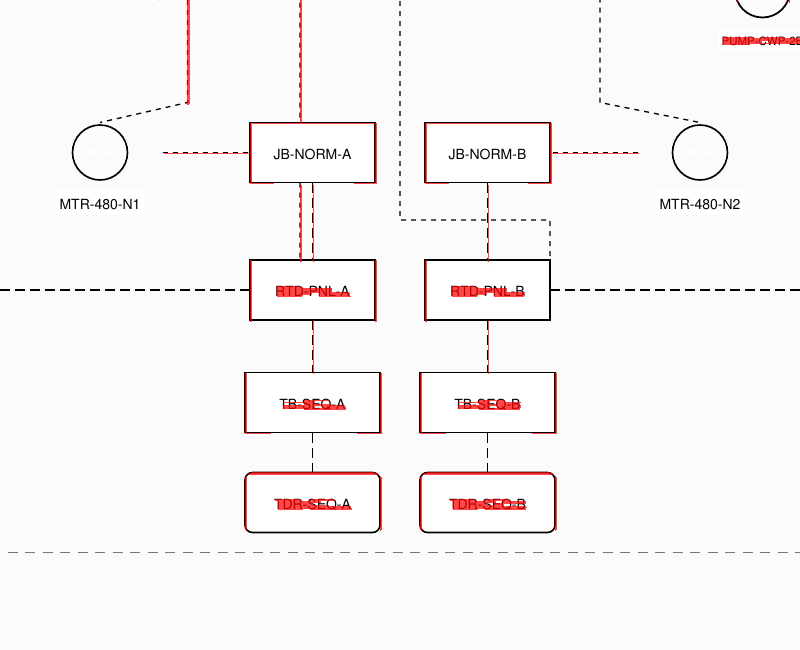 PUMP-CWP-2B
JB-NORM-A
JB-NORM-B
MTR
MTR-480-N1
MTR-480-N2
RTD-PNL-A
RTD-PNL-B
TB-SEQ-A
TB-SEQ-B
TDR-SEQ-A
TDR-SEQ-B